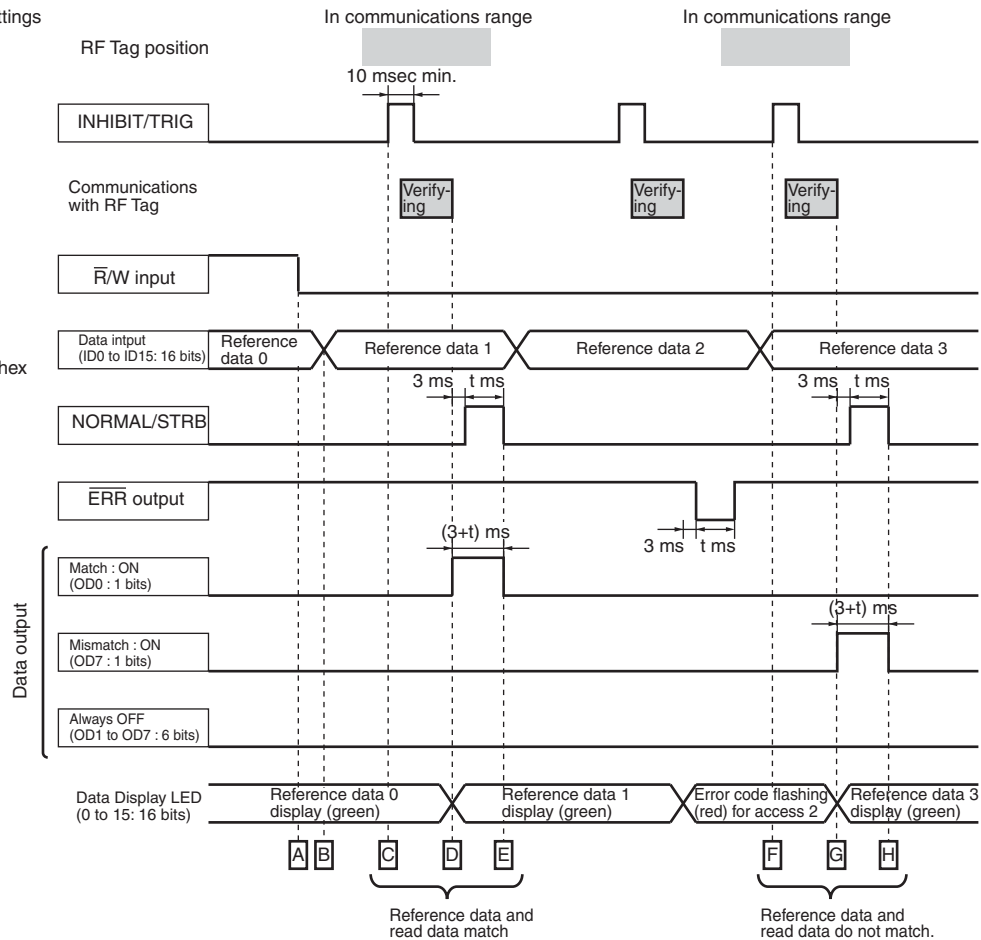 ttings
In communications range
In communications range
RF Tag position
10 msec min.
INHIBIT/TRIG
Communications
with RF Tag
Verify-
ing
Verify-
ing
Verify-
ing
R̅/W input
Data intput
(ID0 to ID15: 16 bits)
Reference
data 0
Reference data 1
Reference data 2
Reference data 3
hex
3 ms
t ms
3 ms
t ms
NORMAL/STRB
E̅R̅R̅ output
3 ms
t ms
(3+t) ms
Data output
Match : ON
(OD0 : 1 bits)
(3+t) ms
Mismatch : ON
(OD7 : 1 bits)
Always OFF
(OD1 to OD7 : 6 bits)
Data Display LED
(0 to 15: 16 bits)
Reference data 0
display (green)
Reference data 1
display (green)
Error code flashing
(red) for access 2
Reference data 3
display (green)
A
B
C
D
E
F
G
H
Reference data and
read data match
Reference data and
read data do not match.